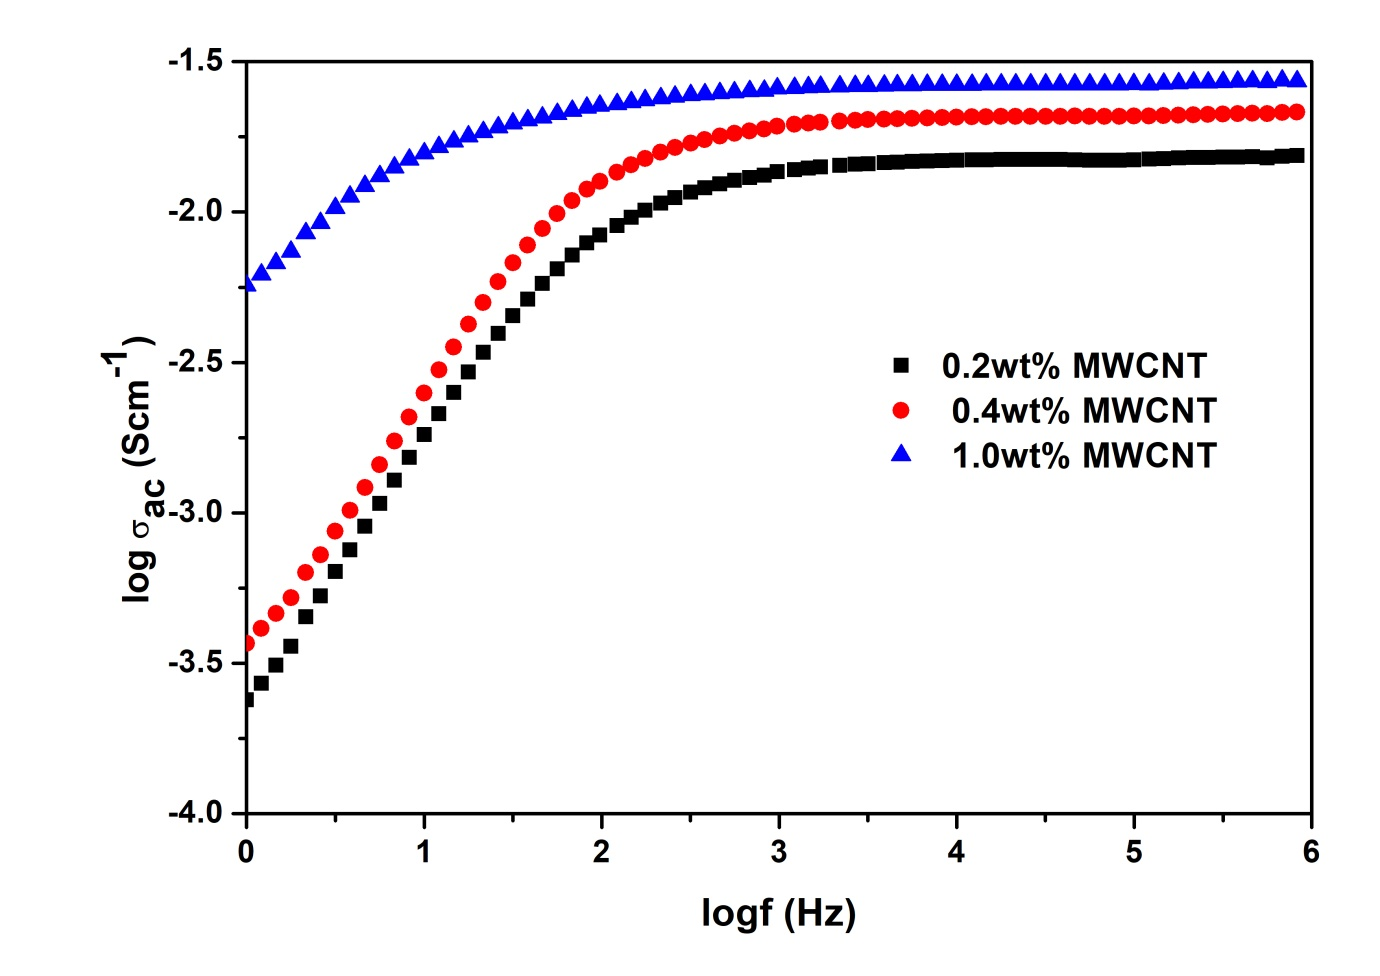 -1.5
-2.0
-2.5
-3.0
-3.5
-4.0
log σac (Scm-1)
0.2wt% MWCNT
0.4wt% MWCNT
1.0wt% MWCNT
0 1 2 3 4 5 6
logf (Hz)